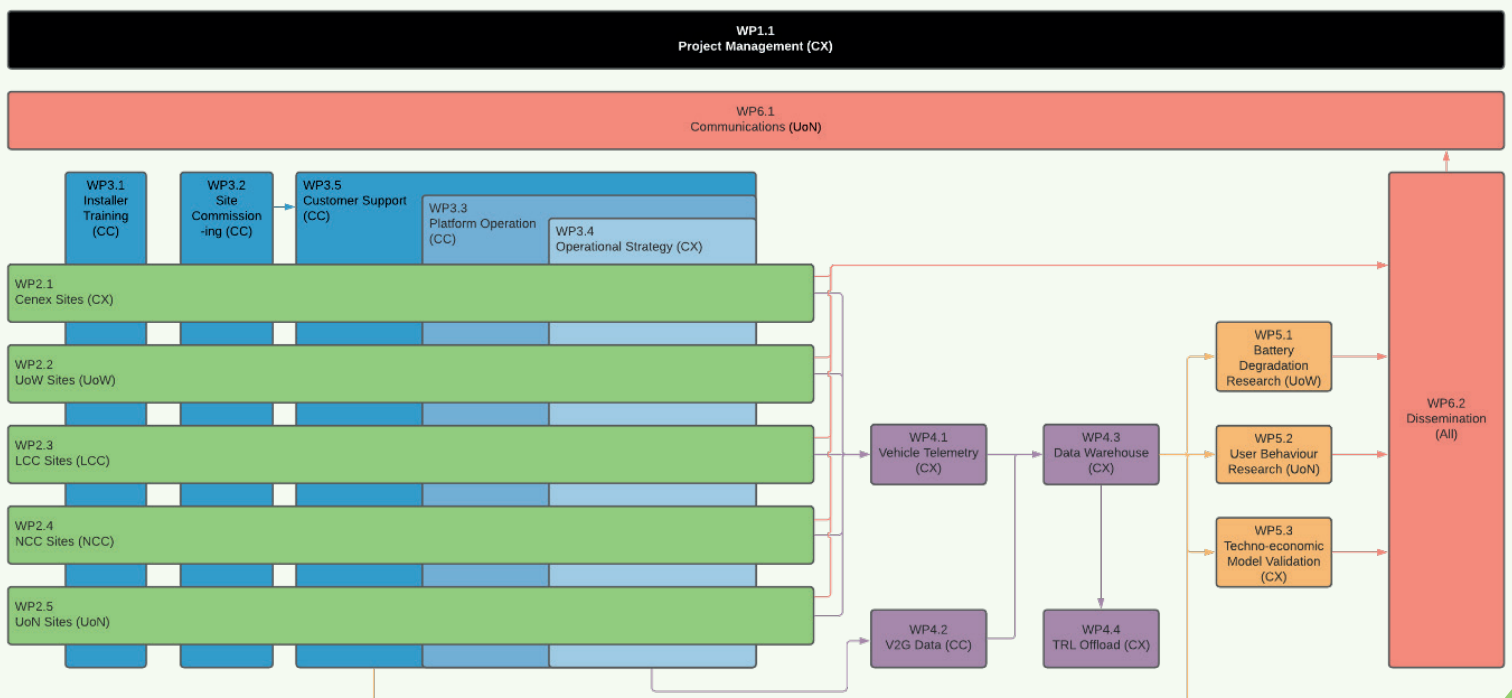 WP1.1
Project Management (CX)
WP6.1
Communications (UoN)
WP3.1
Installer
Training
(CC)
WP3.2
Site
Commission
-ing (CC)
WP3.5
Customer Support
(CC)
WP3.3
Platform Operation
(CC)
WP3.4
Operational Strategy (CX)
WP2.1
Cenex Sites (CX)
WP2.2
UoW Sites (UoW)
WP2.3
LCC Sites (LCC)
WP2.4
NCC Sites (NCC)
WP2.5
UoN Sites (UoN)
WP4.1
Vehicle Telemetry
(CX)
WP4.2
V2G Data (CC)
WP4.3
Data Warehouse
(CX)
WP4.4
TRL Offload (CX)
WP5.1
Battery
Degradation
Research (UoW)
WP5.2
User Behaviour
Research (UoN)
WP5.3
Techno-economic
Model Validation
(CX)
WP6.2
Dissemination
(All)